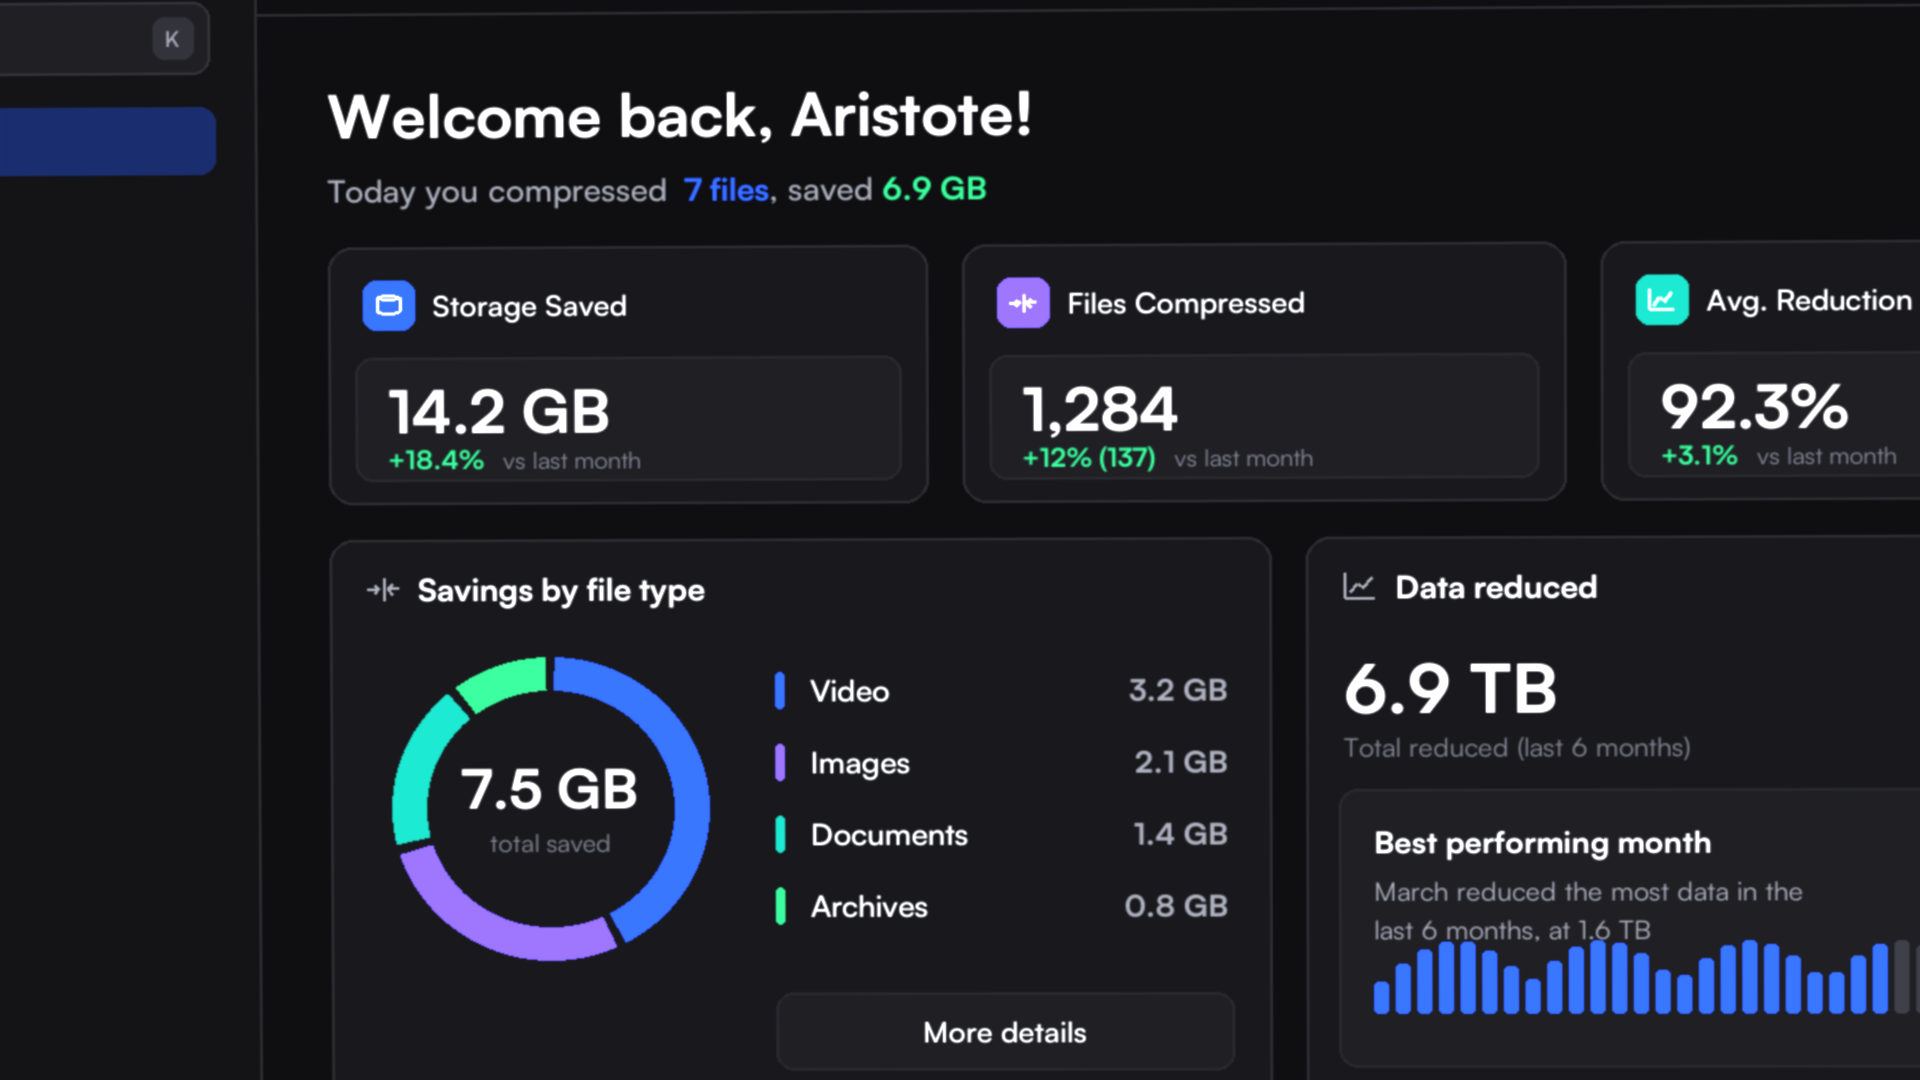 K
Welcome back, Aristote!
Today you compressed 7 files, saved 6.9 GB
Storage Saved
14.2 GB
+18.4% vs last month
Files Compressed
1,284
+12% (137) vs last month
Avg. Reduction
92.3%
+3.1% vs last month
Savings by file type
7.5 GB
total saved
Video 3.2 GB
Images 2.1 GB
Documents 1.4 GB
Archives 0.8 GB
More details
Data reduced
6.9 TB
Total reduced (last 6 months)
Best performing month
March reduced the most data in the
last 6 months, at 1.6 TB